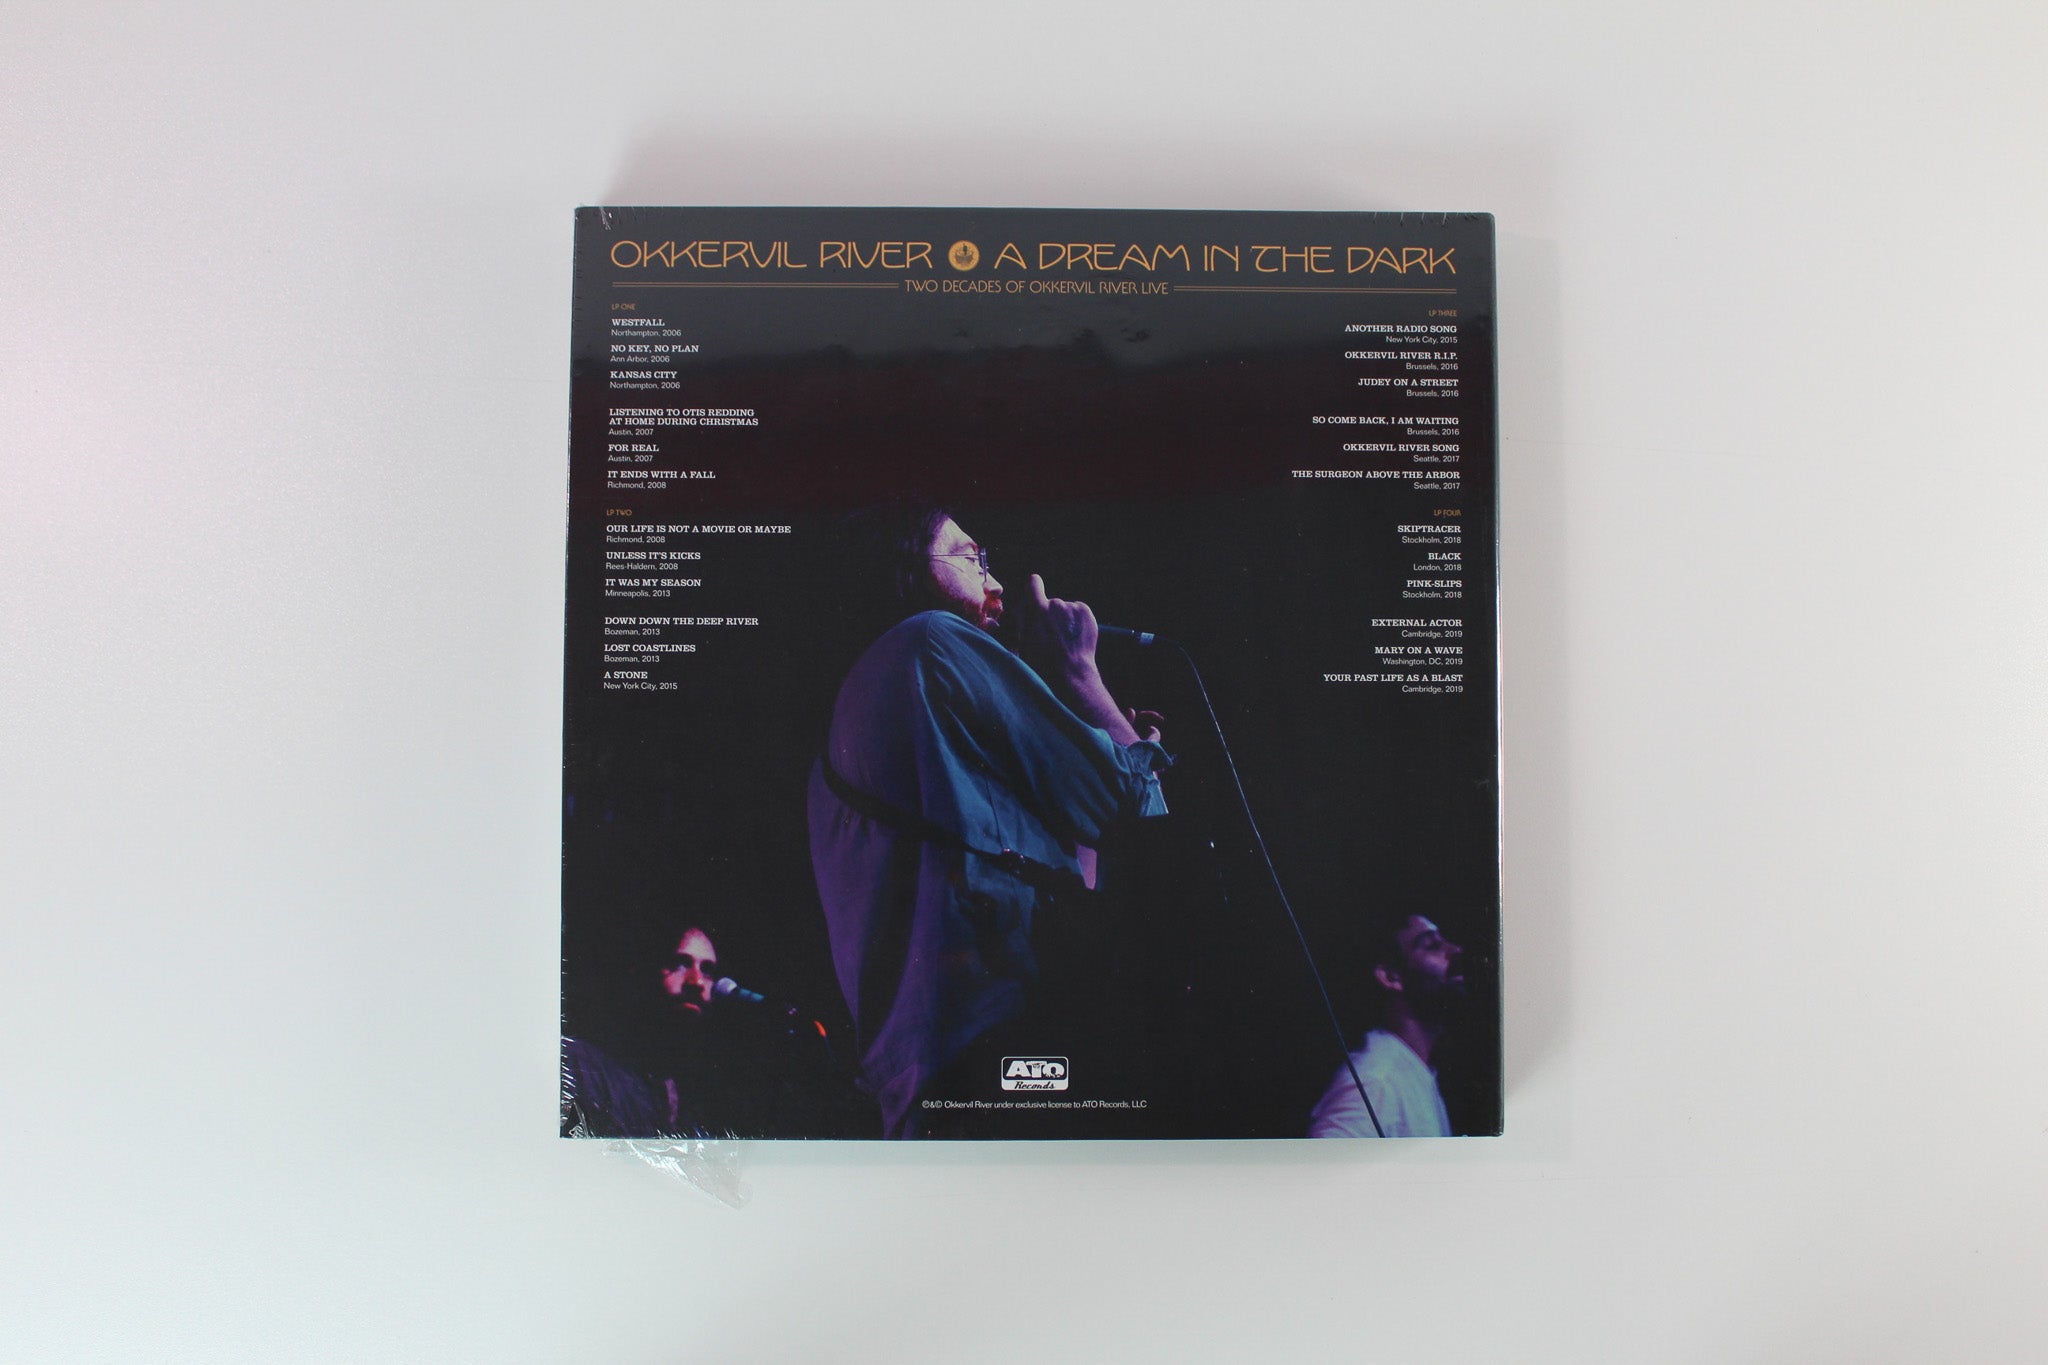 OKKERVIL RIVER A DREAM IN THE DARK
TWO DECADES OF OKKERVIL RIVER LIVE
LP ONE
WESTFALL
Northampton, 2006
NO KEY, NO PLAN
Ann Arbor, 2006
KANSAS CITY
Northampton, 2006
LISTENING TO OTIS REDDING
AT HOME DURING CHRISTMAS
Austin, 2007
FOR REAL
Austin, 2007
IT ENDS WITH A FALL
Richmond, 2008
LP TWO
OUR LIFE IS NOT A MOVIE OR MAYBE
Richmond, 2008
UNLESS IT'S KICKS
Rees-Haldern, 2008
IT WAS MY SEASON
Minneapolis, 2013
DOWN DOWN THE DEEP RIVER
Bozeman, 2013
LOST COASTLINES
Bozeman, 2013
A STONE
New York City, 2015
LP THREE
ANOTHER RADIO SONG
New York City, 2015
OKKERVIL RIVER R.I.P.
Brussels, 2016
JUDEY ON A STREET
Brussels, 2016
SO COME BACK, I AM WAITING
Brussels, 2016
OKKERVIL RIVER SONG
Seattle, 2017
THE SURGEON ABOVE THE ARBOR
Seattle, 2017
LP FOUR
SKIPTRACER
Stockholm, 2018
BLACK
London, 2018
PINK-SLIPS
Stockholm, 2018
EXTERNAL ACTOR
Cambridge, 2019
MARY ON A WAVE
Washington, DC, 2019
YOUR PAST LIFE AS A BLAST
Cambridge, 2019
ATO
Records
℗&© Okkervil River under exclusive license to ATO Records, LLC